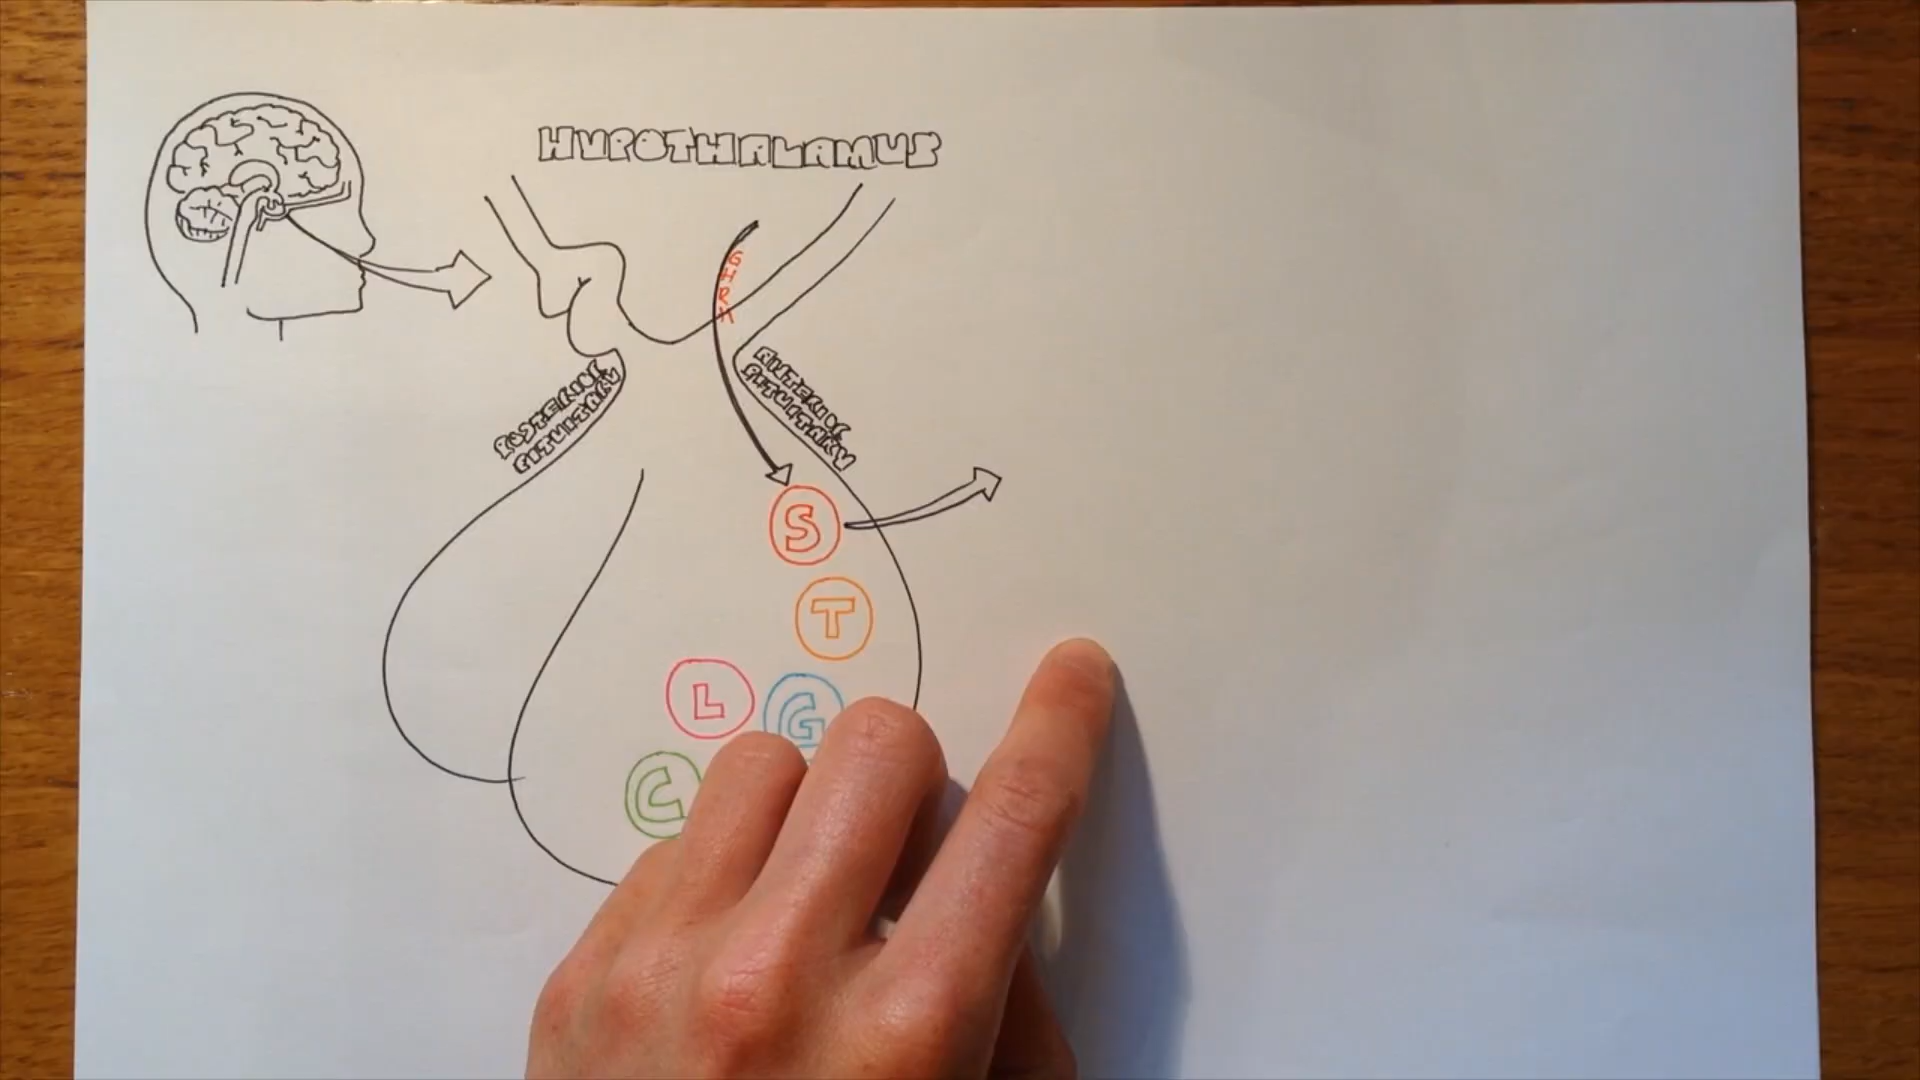 HYPOTHALAMUS
GHRH
POSTERIOR
PITUITARY
ANTERIOR
PITUITARY
S
T
L
G
C